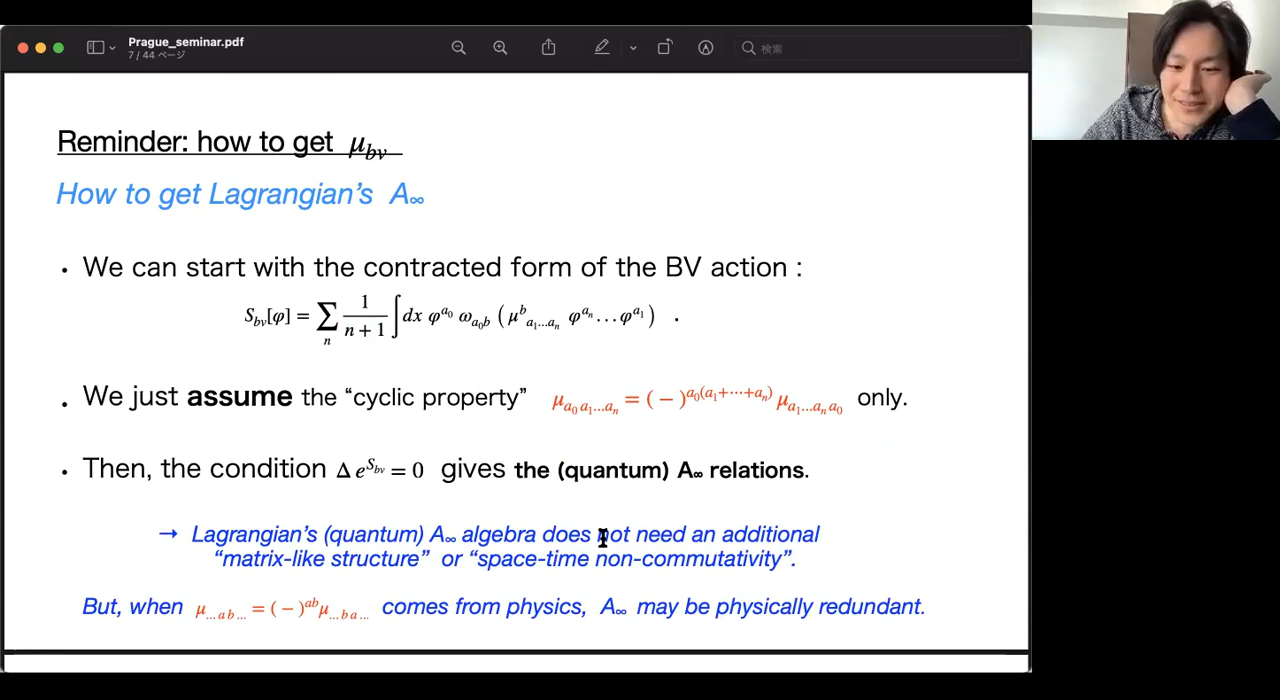 Prague_seminar.pdf
7 / 44 ページ
検索
Reminder: how to get μ_bv
How to get Lagrangian's A∞
• We can start with the contracted form of the BV action :
S_bv[φ] = ∑_n 1/(n+1) ∫dx φ^{a_0} ω_{a_0b} ( μ^b_{a_1…a_n} φ^{a_n}…φ^{a_1} ) .
• We just assume the “cyclic property” μ_{a_0 a_1…a_n} = ( − )^{a_0(a_1+⋯+a_n)} μ_{a_1…a_n a_0} only.
• Then, the condition Δ e^{S_bv} = 0 gives the (quantum) A∞ relations.
→ Lagrangian's (quantum) A∞ algebra does not need an additional
“matrix-like structure” or “space-time non-commutativity”.
But, when μ_{…ab…} = ( − )^{ab} μ_{…ba…} comes from physics, A∞ may be physically redundant.